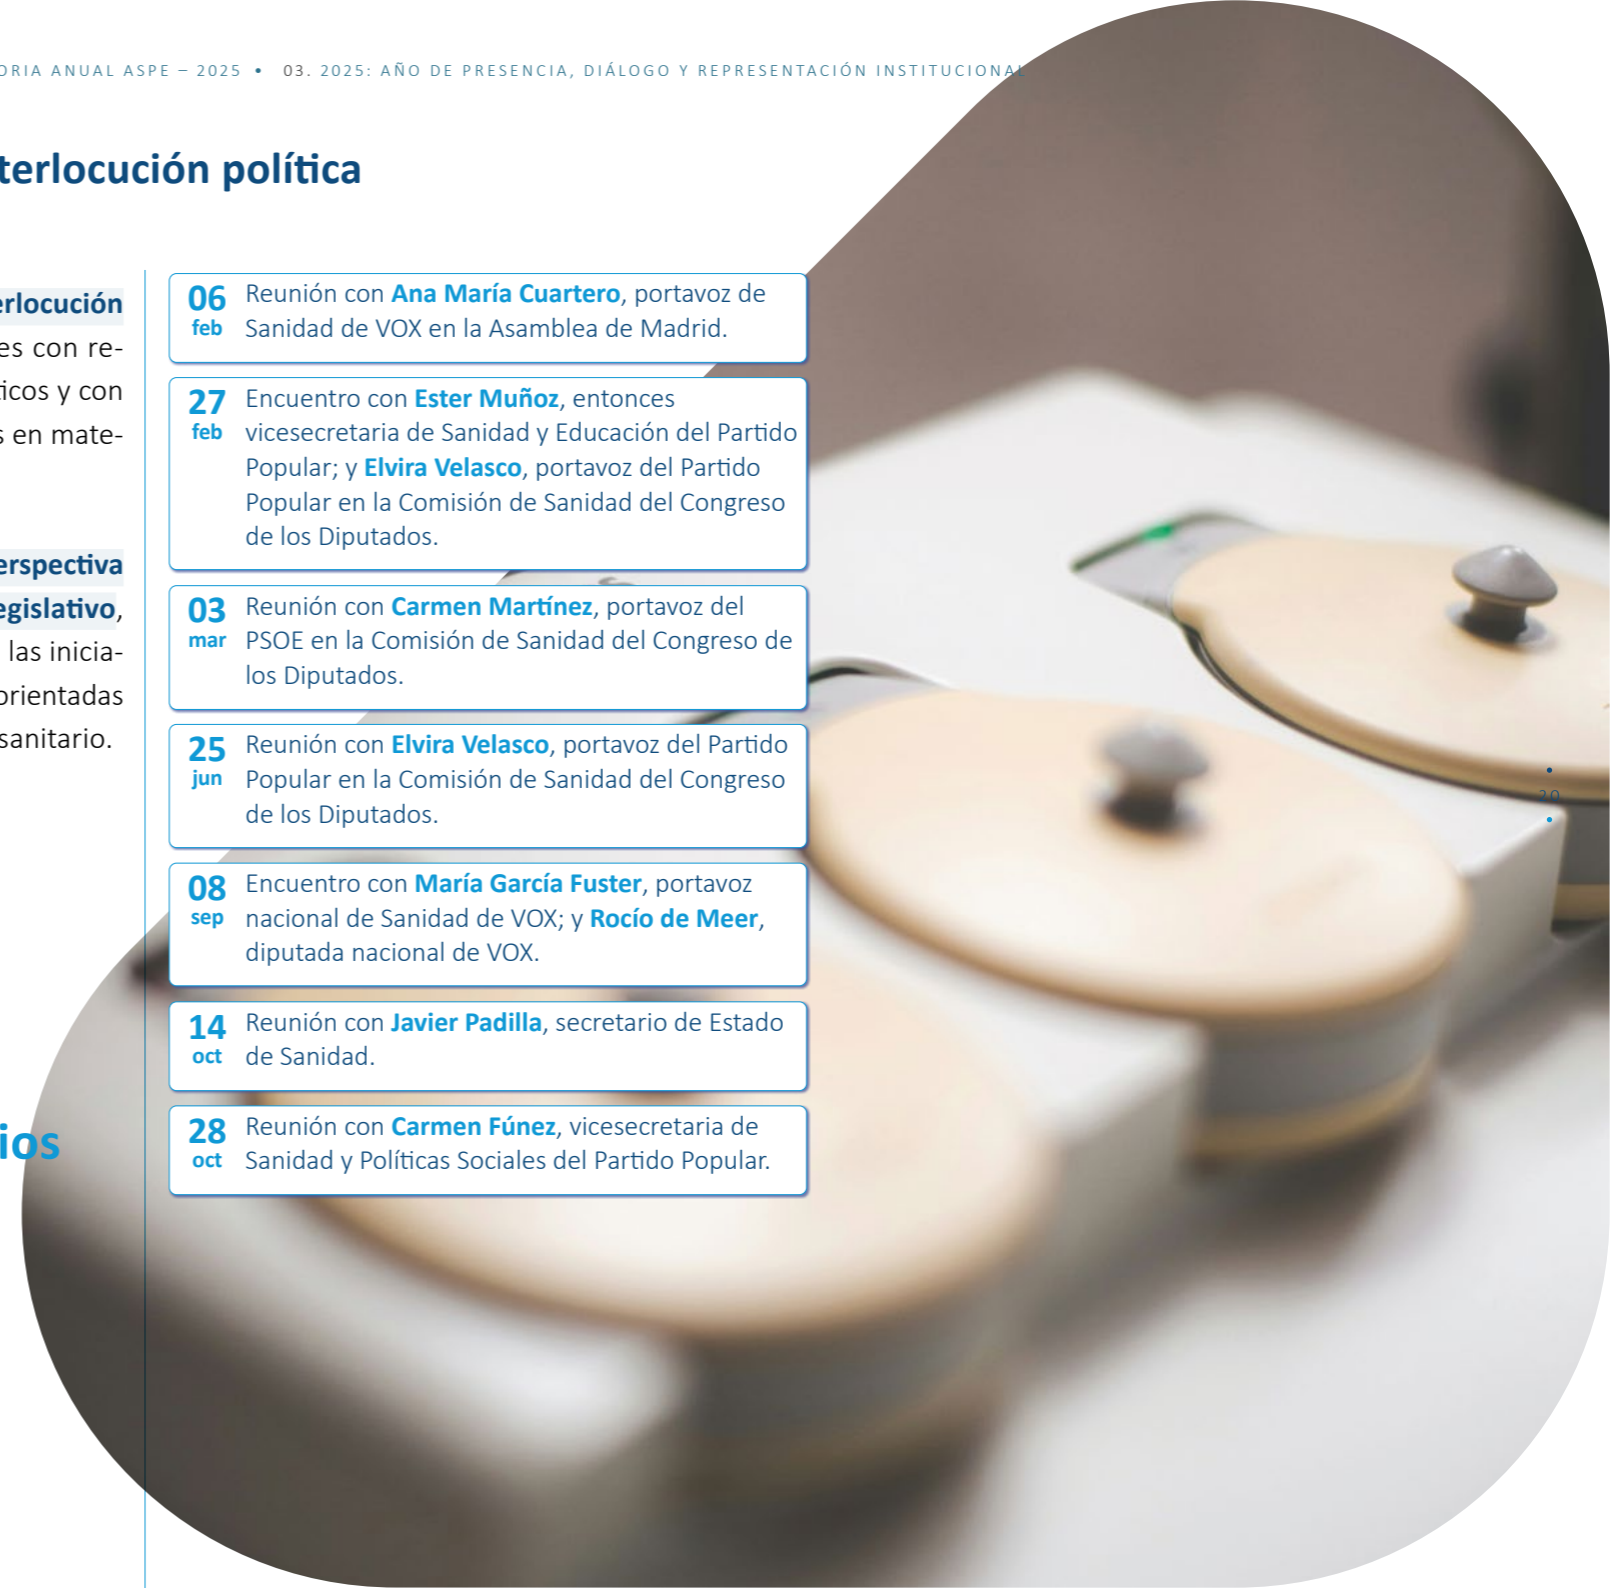 ORIA ANUAL ASPE – 2025 • 03. 2025: AÑO DE PRESENCIA, DIÁLOGO Y REPRESENTACIÓN INSTITUCIONAL
terlocución política
erlocución
es con re-
ticos y con
s en mate-
erspectiva
egislativo,
las inicia-
orientadas
sanitario.
ios
06
feb
Reunión con Ana María Cuartero, portavoz de
Sanidad de VOX en la Asamblea de Madrid.
27
feb
Encuentro con Ester Muñoz, entonces
vicesecretaria de Sanidad y Educación del Partido
Popular; y Elvira Velasco, portavoz del Partido
Popular en la Comisión de Sanidad del Congreso
de los Diputados.
03
mar
Reunión con Carmen Martínez, portavoz del
PSOE en la Comisión de Sanidad del Congreso de
los Diputados.
25
jun
Reunión con Elvira Velasco, portavoz del Partido
Popular en la Comisión de Sanidad del Congreso
de los Diputados.
08
sep
Encuentro con María García Fuster, portavoz
nacional de Sanidad de VOX; y Rocío de Meer,
diputada nacional de VOX.
14
oct
Reunión con Javier Padilla, secretario de Estado
de Sanidad.
28
oct
Reunión con Carmen Fúnez, vicesecretaria de
Sanidad y Políticas Sociales del Partido Popular.
20